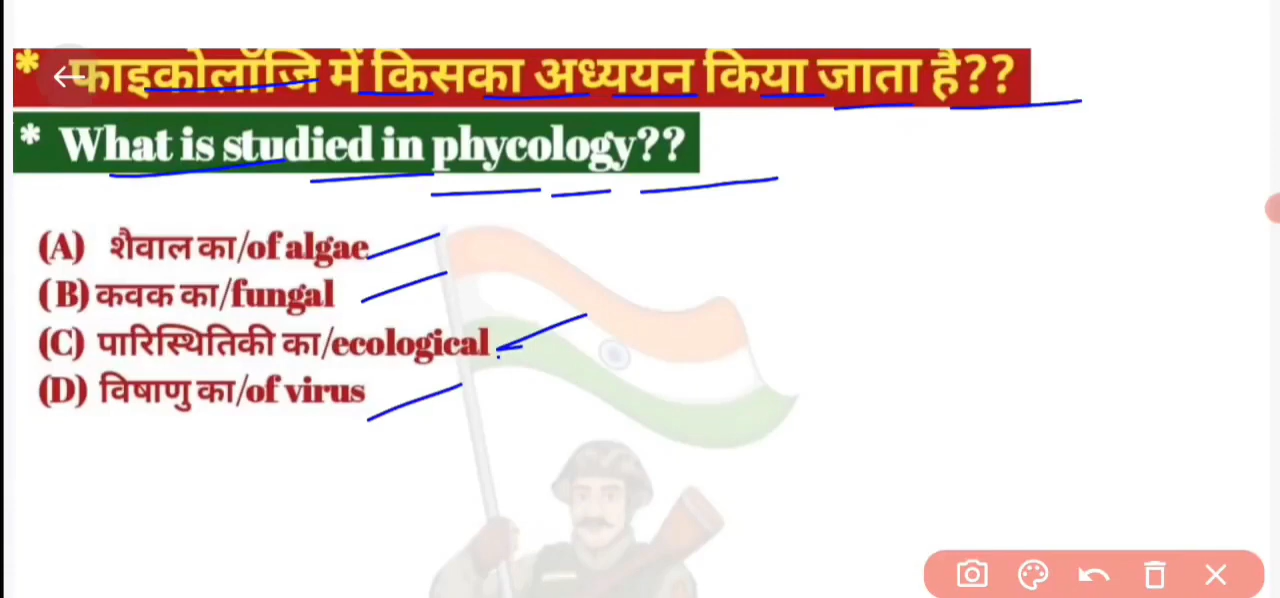 * फाइकोलॉजि में किसका अध्ययन किया जाता है??
* What is studied in phycology??
(A) शैवाल का/of algae
(B) कवक का/fungal
(C) पारिस्थितिकी का/ecological
(D) विषाणु का/of virus